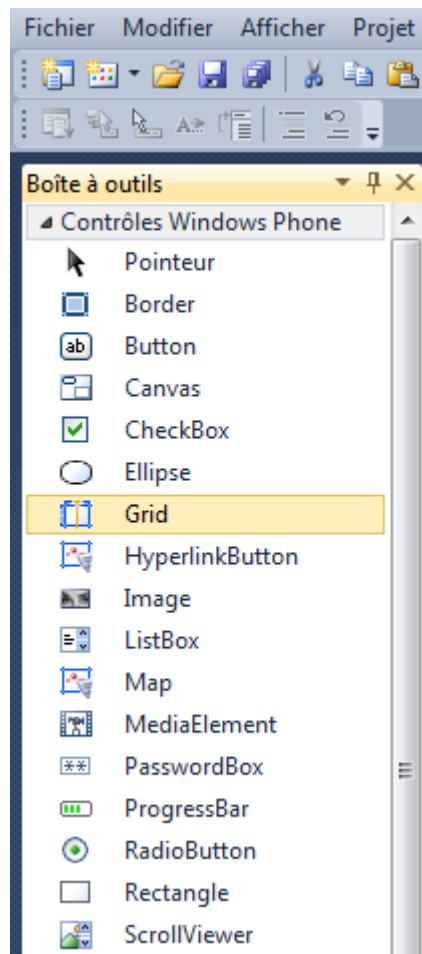 Fichier Modifier Afficher Projet
Boîte à outils
Contrôles Windows Phone
Pointeur
Border
ab Button
Canvas
CheckBox
Ellipse
Grid
HyperlinkButton
Image
ListBox
Map
MediaElement
PasswordBox
ProgressBar
RadioButton
Rectangle
ScrollViewer